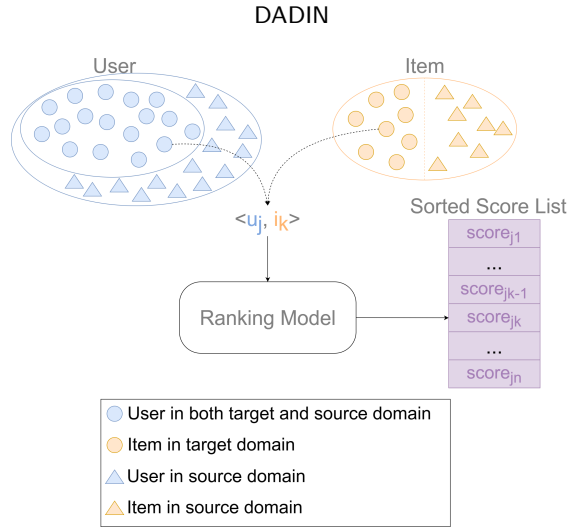 DADIN
User
Item
<uj, ik>
Sorted Score List
scorej1
...
scorejk-1
scorejk
...
scorejn
Ranking Model
User in both target and source domain
Item in target domain
User in source domain
Item in source domain